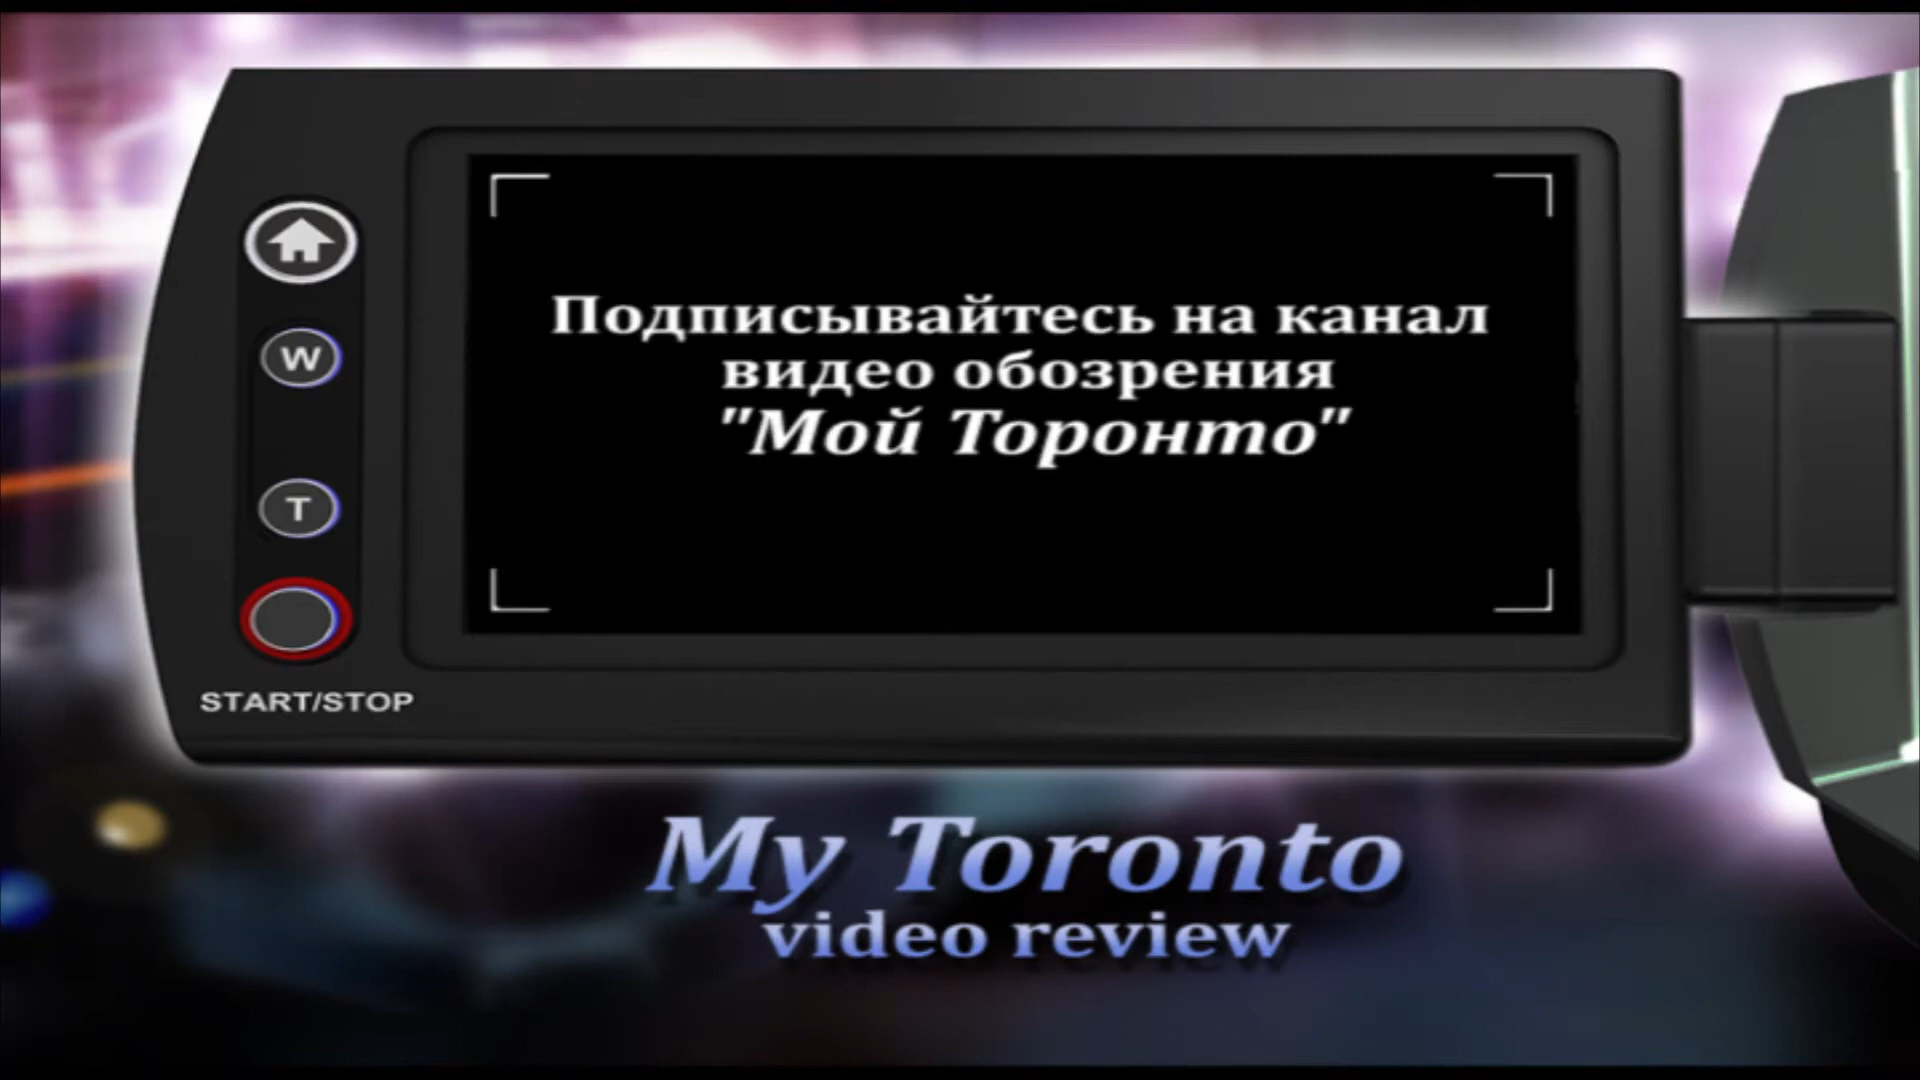 Подписывайтесь на канал
видео обозрения
"Мой Торонто"
W
T
START/STOP
My Toronto
video review